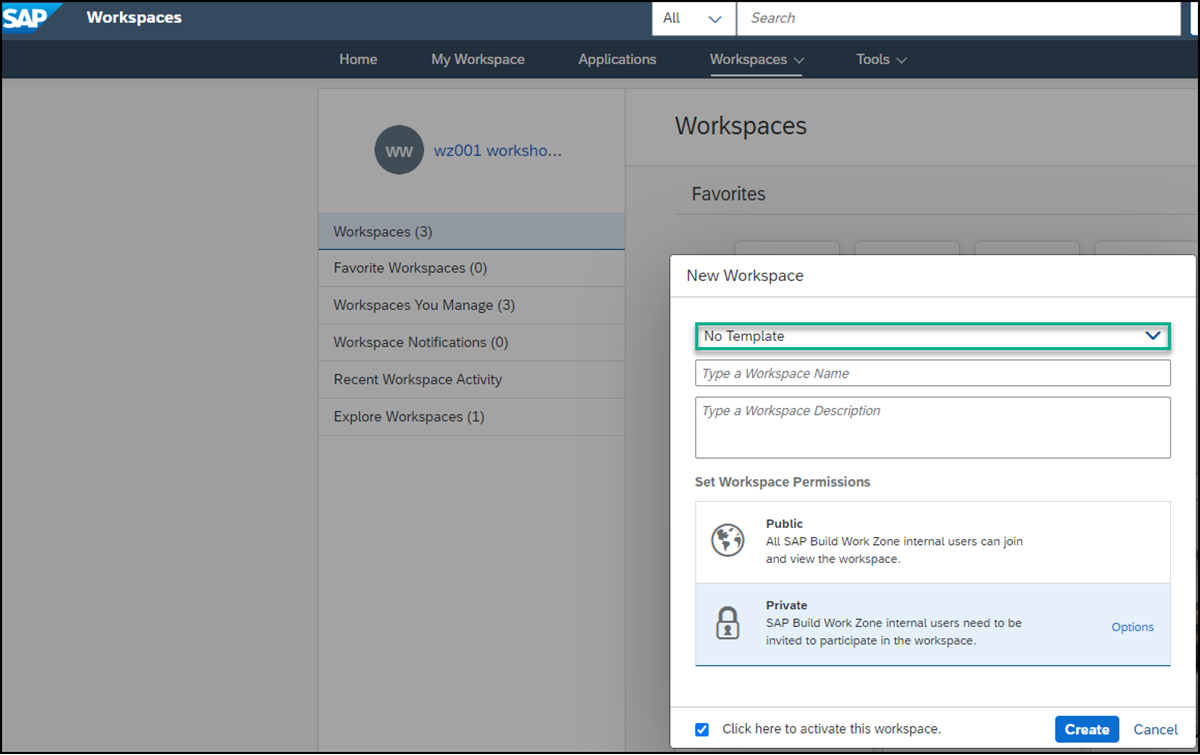 SAP Workspaces All Search
Home My Workspace Applications Workspaces Tools
WW wz001 worksho...
Workspaces (3)
Favorite Workspaces (0)
Workspaces You Manage (3)
Workspace Notifications (0)
Recent Workspace Activity
Explore Workspaces (1)
Workspaces
Favorites
New Workspace
No Template
Type a Workspace Name
Type a Workspace Description
Set Workspace Permissions
Public
All SAP Build Work Zone internal users can join
and view the workspace.
Private
SAP Build Work Zone internal users need to be
invited to participate in the workspace.
Options
Click here to activate this workspace. Create Cancel